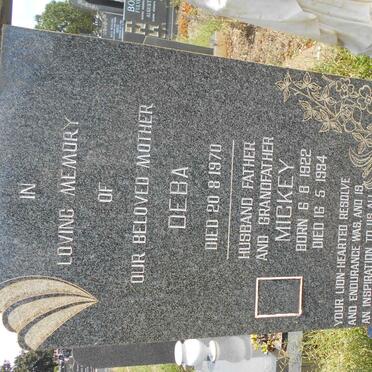 IN
LOVING MEMORY
OF
OUR BELOVED MOTHER
DEBA
DIED 20·8·1970
HUSBAND FATHER
AND GRANDFATHER
MICKEY
BORN 6·8·1922
DIED 16·5·1994
YOUR LION-HEARTED RESOLVE
AND ENDURANCE WAS, AND IS
AN INSPIRATION TO US ALL